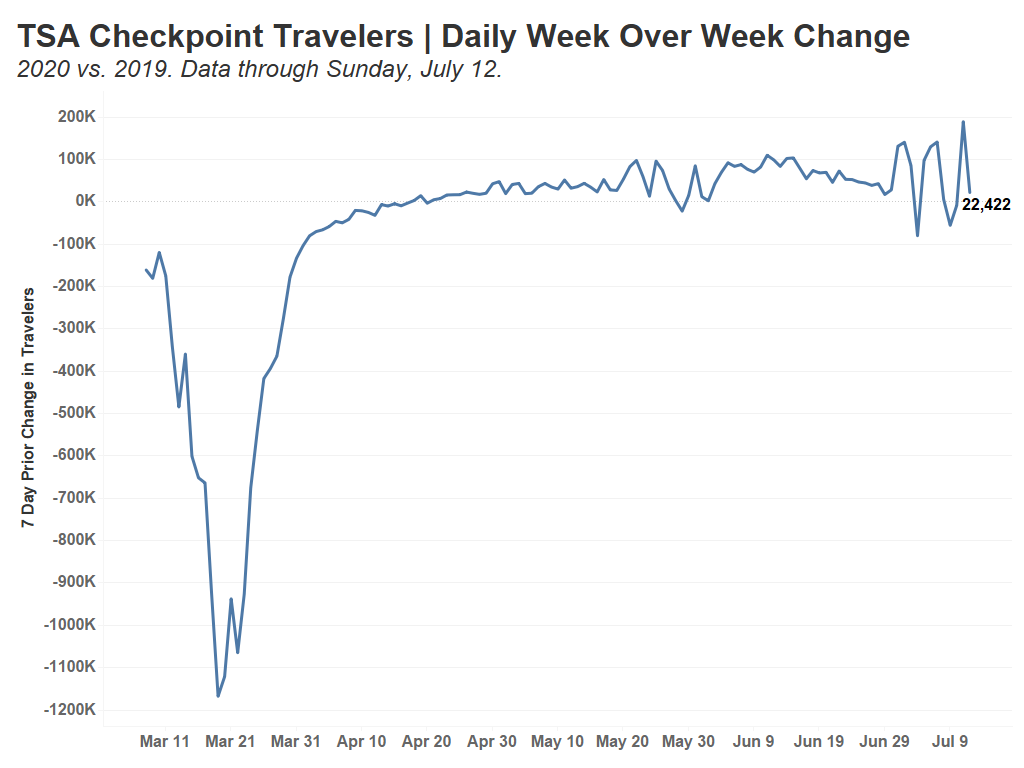 TSA Checkpoint Travelers | Daily Week Over Week Change
2020 vs. 2019. Data through Sunday, July 12.
7 Day Prior Change in Travelers
200K
100K
0K
-100K
-200K
-300K
-400K
-500K
-600K
-700K
-800K
-900K
-1000K
-1100K
-1200K
22,422
Mar 11 Mar 21 Mar 31 Apr 10 Apr 20 Apr 30 May 10 May 20 May 30 Jun 9 Jun 19 Jun 29 Jul 9